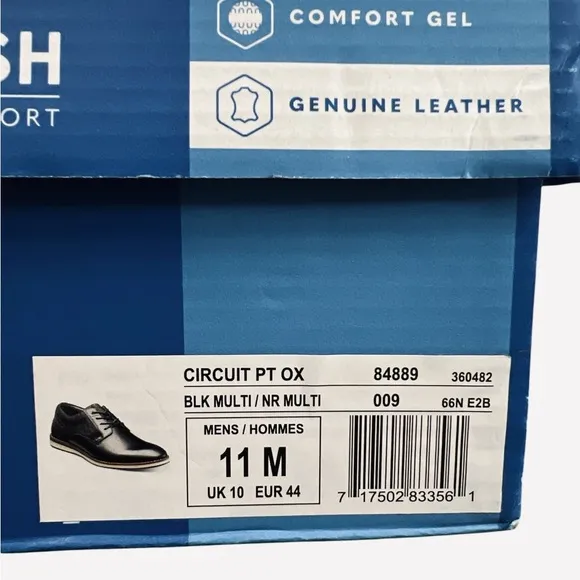 COMFORT GEL
SH
ORT
GENUINE LEATHER
CIRCUIT PT OX 84889 360482
BLK MULTI / NR MULTI 009 66N E2B
MENS / HOMMES
11 M
UK 10 EUR 44
7 17502 83356 1